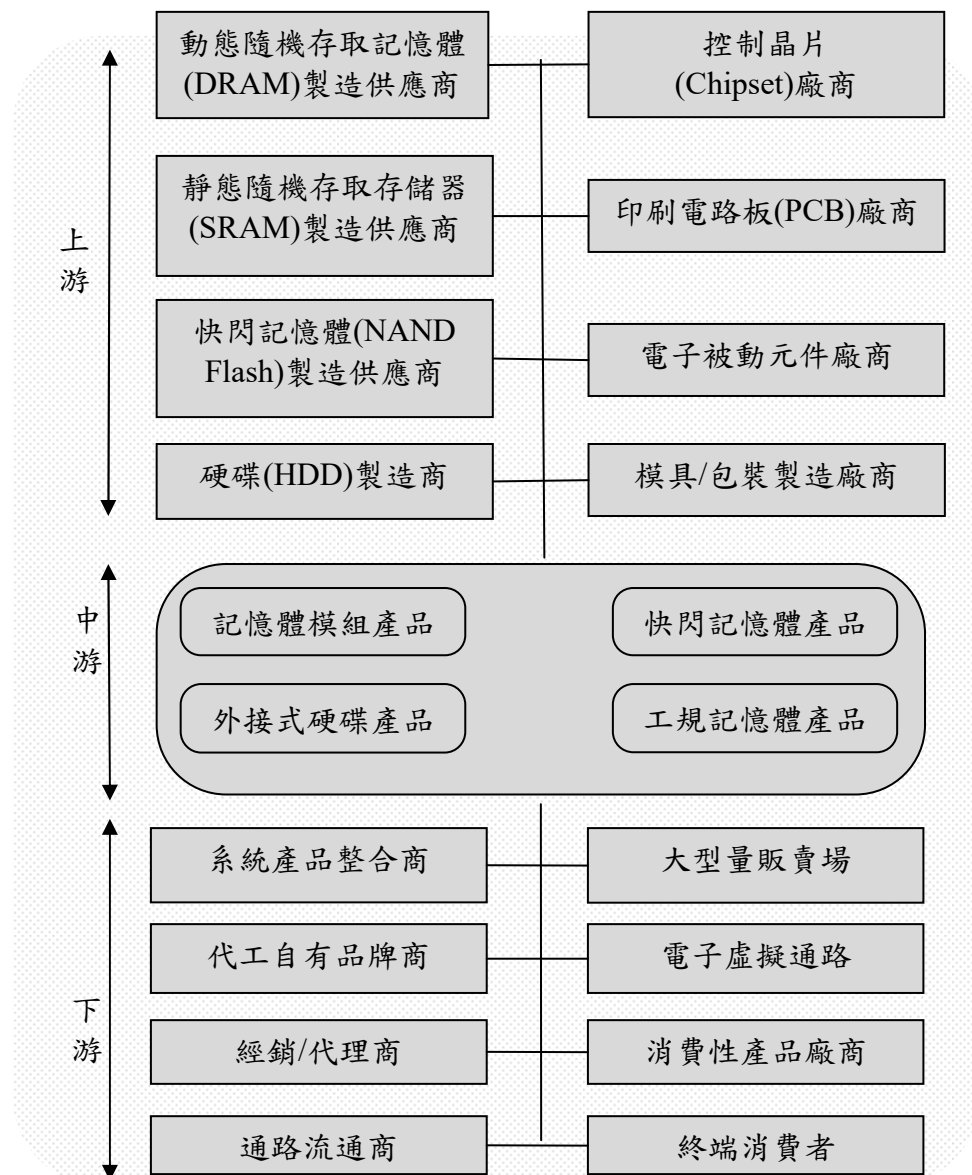 動態隨機存取記憶體
(DRAM)製造供應商
控制晶片
(Chipset)廠商
靜態隨機存取存儲器
(SRAM)製造供應商
印刷電路板(PCB)廠商
上
游
快閃記憶體(NAND
Flash)製造供應商
電子被動元件廠商
硬碟(HDD)製造商
模具/包裝製造廠商
中
游
記憶體模組產品
快閃記憶體產品
外接式硬碟產品
工規記憶體產品
系統產品整合商
大型量販賣場
代工自有品牌商
電子虛擬通路
下
游
經銷/代理商
消費性產品廠商
通路流通商
終端消費者